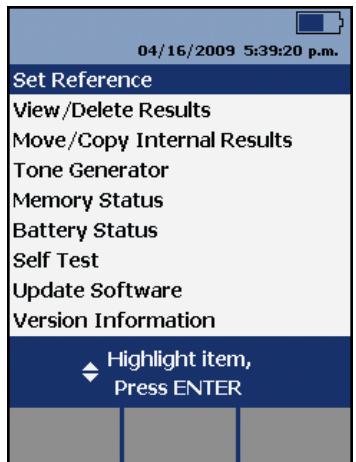 04/16/2009 5:39:20 p.m.
Set Reference
View/Delete Results
Move/Copy Internal Results
Tone Generator
Memory Status
Battery Status
Self Test
Update Software
Version Information
Highlight item,
Press ENTER